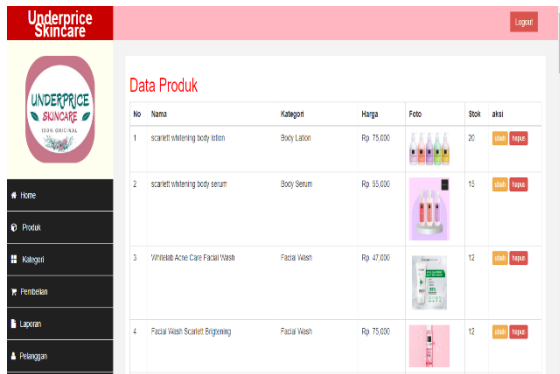 Underprice
Skincare
Logout
UNDERPRICE
SKINCARE
100% ORIGINAL
Home
Produk
Kategori
Pembelian
Laporan
Pelanggan
Data Produk
No Nama Kategori Harga Foto Stok aksi
1 scarlett whitening body lotion Body Lation Rp. 75,000 20 ubah hapus
2 scarlett whitening body serum Body Serum Rp. 55,000 15 ubah hapus
3 Whitelab Acne Care Facial Wash Facial Wash Rp. 47,000 12 ubah hapus
4 Facial Wash Scarlett Brigtening Facial Wash Rp. 75,000 12 ubah hapus